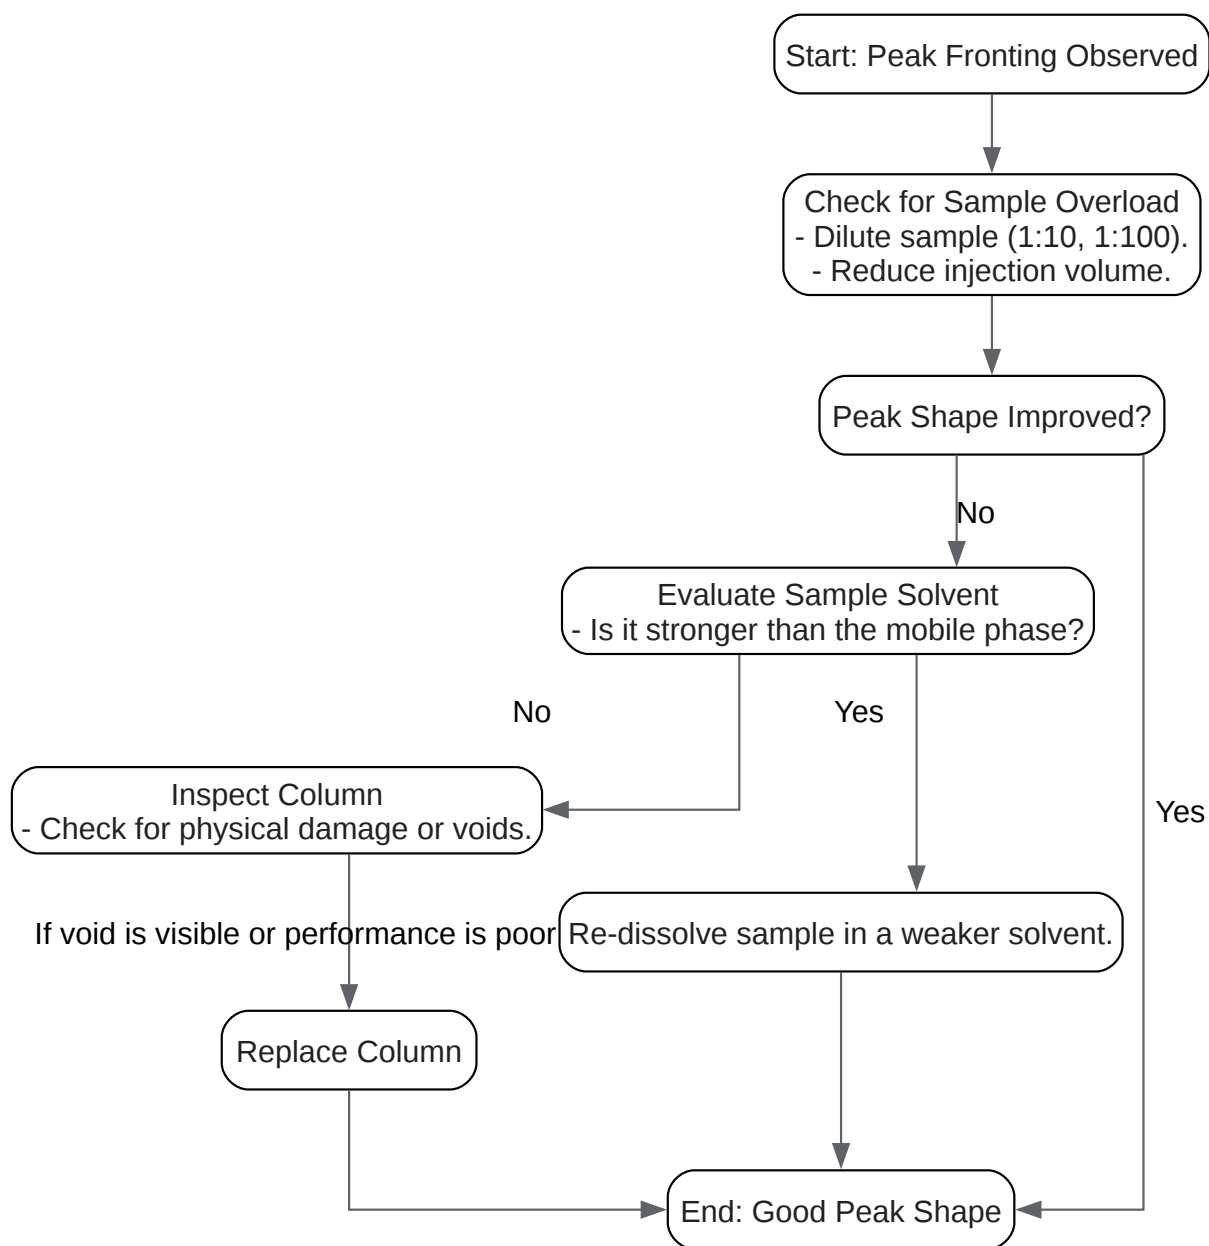 Start: Peak Fronting Observed
Check for Sample Overload
- Dilute sample (1:10, 1:100).
- Reduce injection volume.
Peak Shape Improved?
No
Evaluate Sample Solvent
- Is it stronger than the mobile phase?
No
Yes
Inspect Column
- Check for physical damage or voids.
Yes
If void is visible or performance is poor
Re-dissolve sample in a weaker solvent.
Replace Column
End: Good Peak Shape